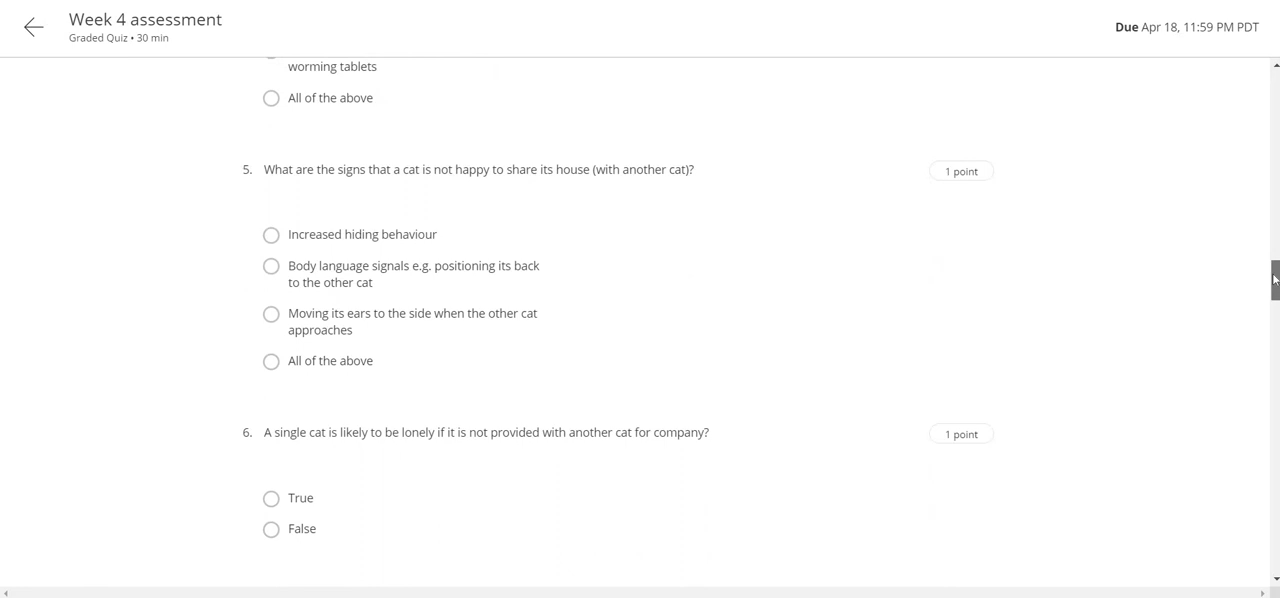 Week 4 assessment
Graded Quiz • 30 min
Due Apr 18, 11:59 PM PDT
worming tablets
All of the above
5. What are the signs that a cat is not happy to share its house (with another cat)?
1 point
Increased hiding behaviour
Body language signals e.g. positioning its back
to the other cat
Moving its ears to the side when the other cat
approaches
All of the above
6. A single cat is likely to be lonely if it is not provided with another cat for company?
1 point
True
False